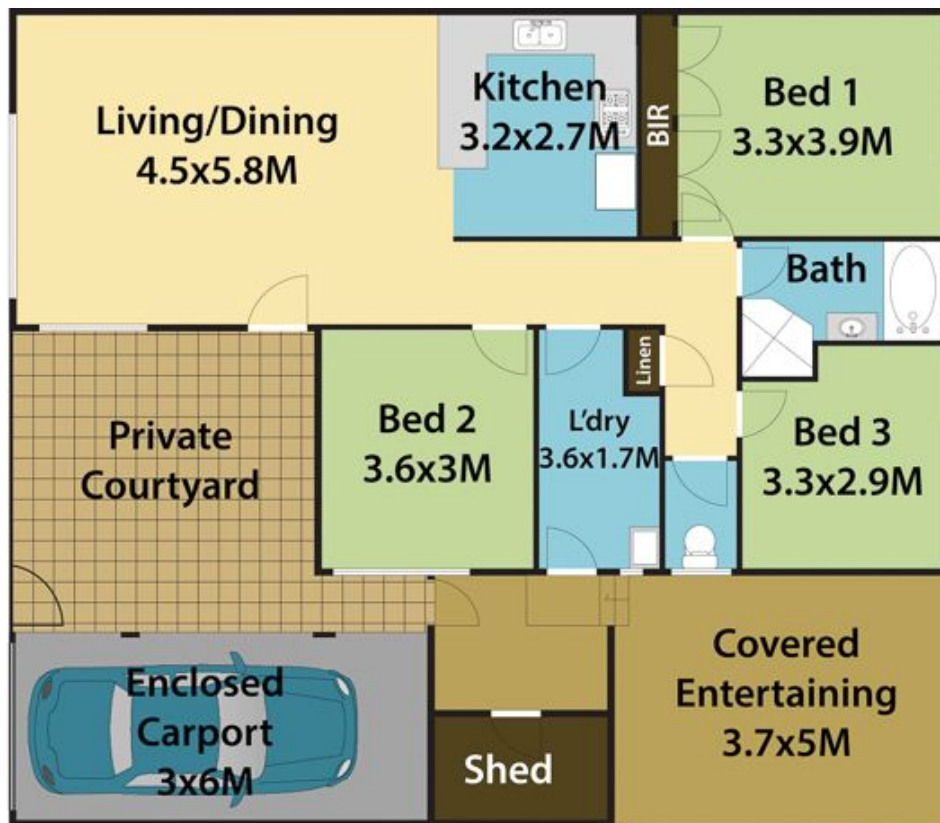 Living/Dining
4.5x5.8M
Kitchen
3.2x2.7M
BIR
Bed 1
3.3x3.9M
Bath
Private
Courtyard
Bed 2
3.6x3M
L'dry
3.6x1.7M
Linen
Bed 3
3.3x2.9M
Enclosed
Carport
3x6M
Shed
Covered
Entertaining
3.7x5M